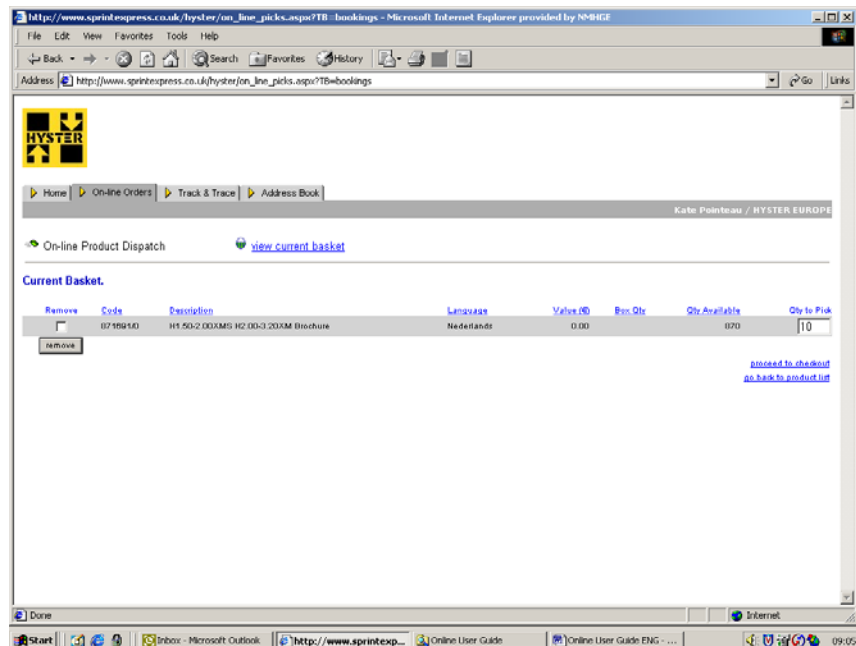 http://www.sprintexpress.co.uk/hyster/on_line_picks.aspx?TB=bookings - Microsoft Internet Explorer provided by NMHGE
File Edit View Favorites Tools Help
Back Search Favorites History
Address http://www.sprintexpress.co.uk/hyster/on_line_picks.aspx?TB=bookings Go Links
HYSTER
Home On-line Orders Track & Trace Address Book
Kate Pointeau / HYSTER EUROPE
On-line Product Dispatch view current basket
Current Basket.
Remove Code Description Language Value (€) Box Qty Qty Available Qty to Pick
871691/0 H1.50-2.00XMS H2.00-3.20XM Brochure Nederlands 0.00 870 10
remove
proceed to checkout
go back to product list
Done Internet
Start Inbox - Microsoft Outlook http://www.sprintexp... Online User Guide Online User Guide ENG - ... 09:05